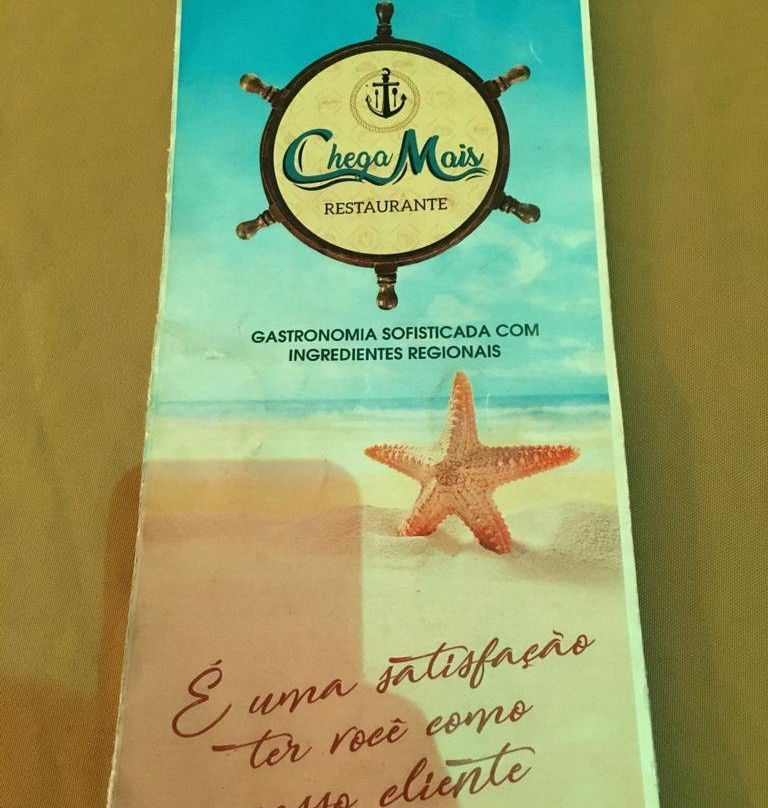 Chega Mais
RESTAURANTE
GASTRONOMIA SOFISTICADA COM
INGREDIENTES REGIONAIS
É uma satisfação
ter você como
cliente